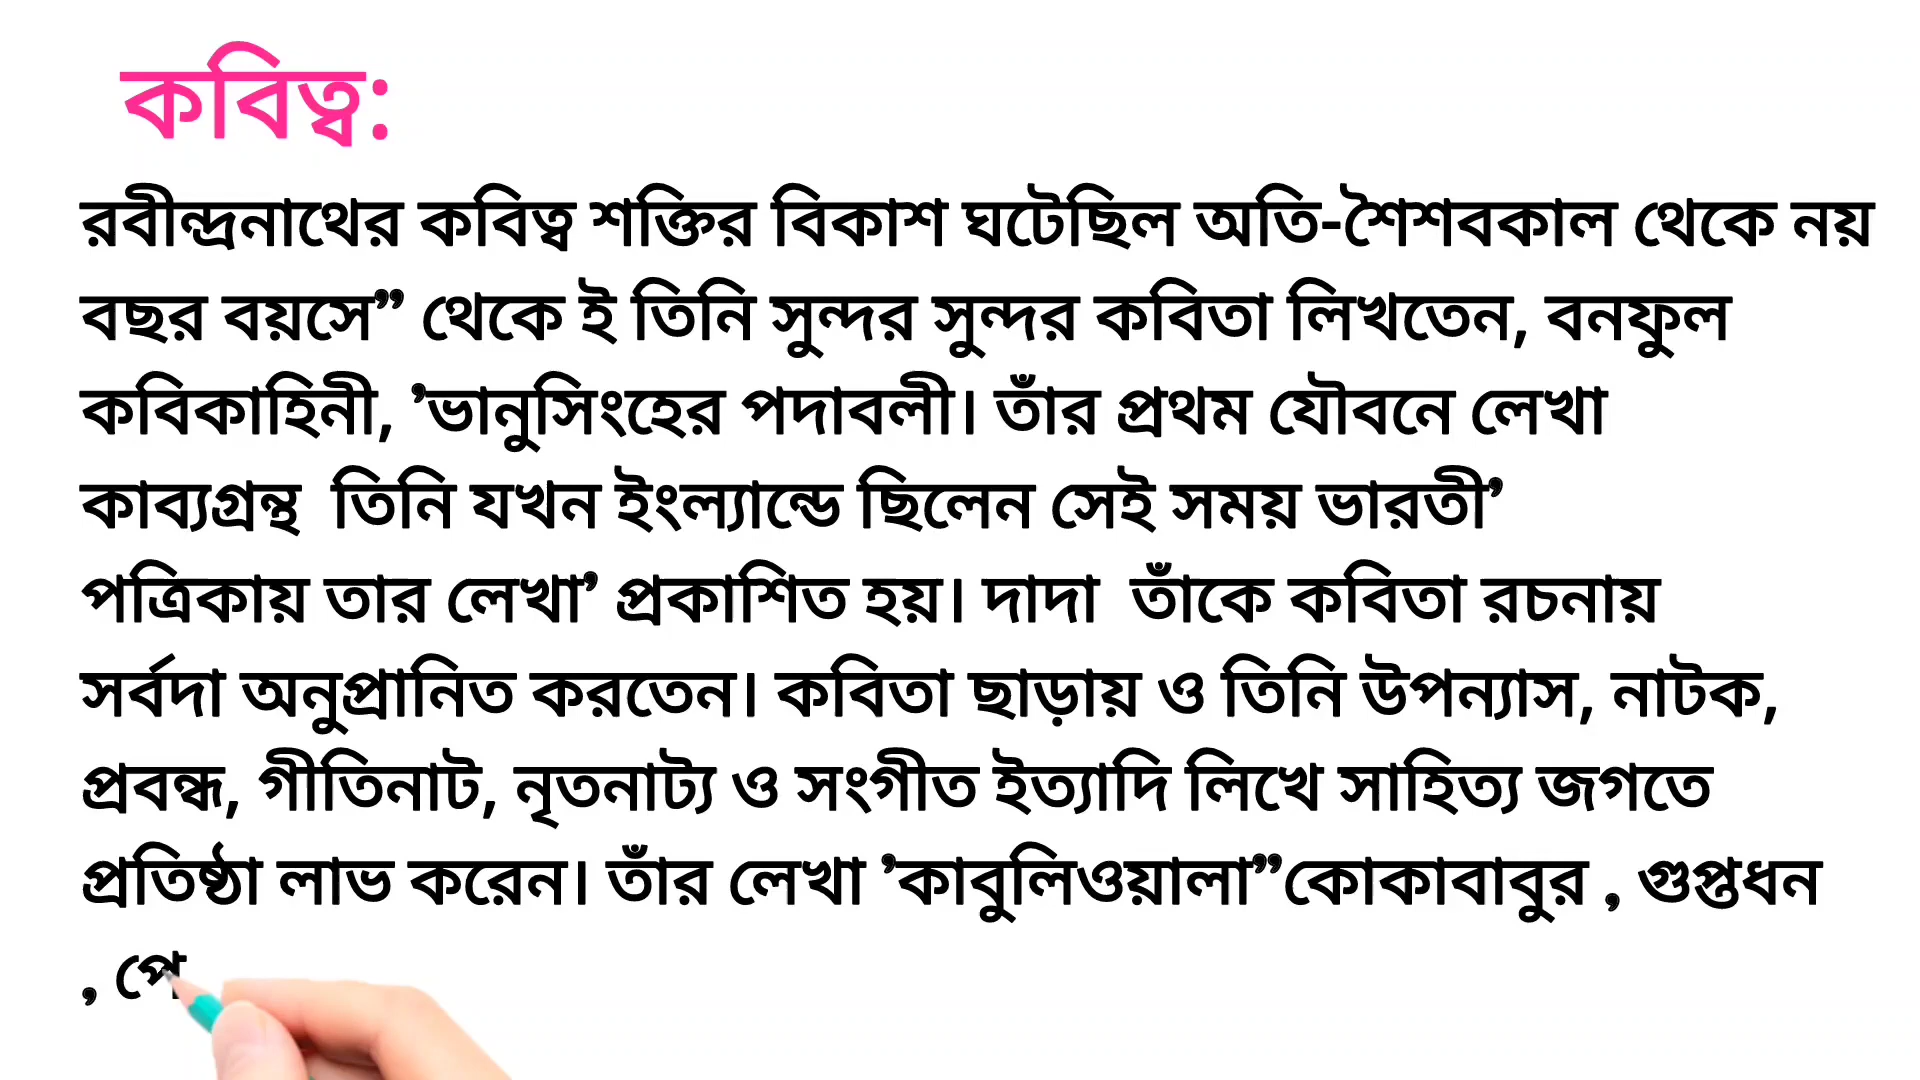 কবিত্ব:
রবীন্দ্রনাথের কবিত্ব শক্তির বিকাশ ঘটেছিল অতি-শৈশবকাল থেকে নয়
বছর বয়সে” থেকে ই তিনি সুন্দর সুন্দর কবিতা লিখতেন, বনফুল
কবিকাহিনী, ’ভানুসিংহের পদাবলী। তাঁর প্রথম যৌবনে লেখা
কাব্যগ্রন্থ  তিনি যখন ইংল্যান্ডে ছিলেন সেই সময় ভারতী’
পত্রিকায় তার লেখা’ প্রকাশিত হয়। দাদা  তাঁকে কবিতা রচনায়
সর্বদা অনুপ্রানিত করতেন। কবিতা ছাড়ায় ও তিনি উপন্যাস, নাটক,
প্রবন্ধ, গীতিনাট, নৃতনাট্য ও সংগীত ইত্যাদি লিখে সাহিত্য জগতে
প্রতিষ্ঠা লাভ করেন। তাঁর লেখা ’কাবুলিওয়ালা”কোকাবাবুর , গুপ্তধন
, পে